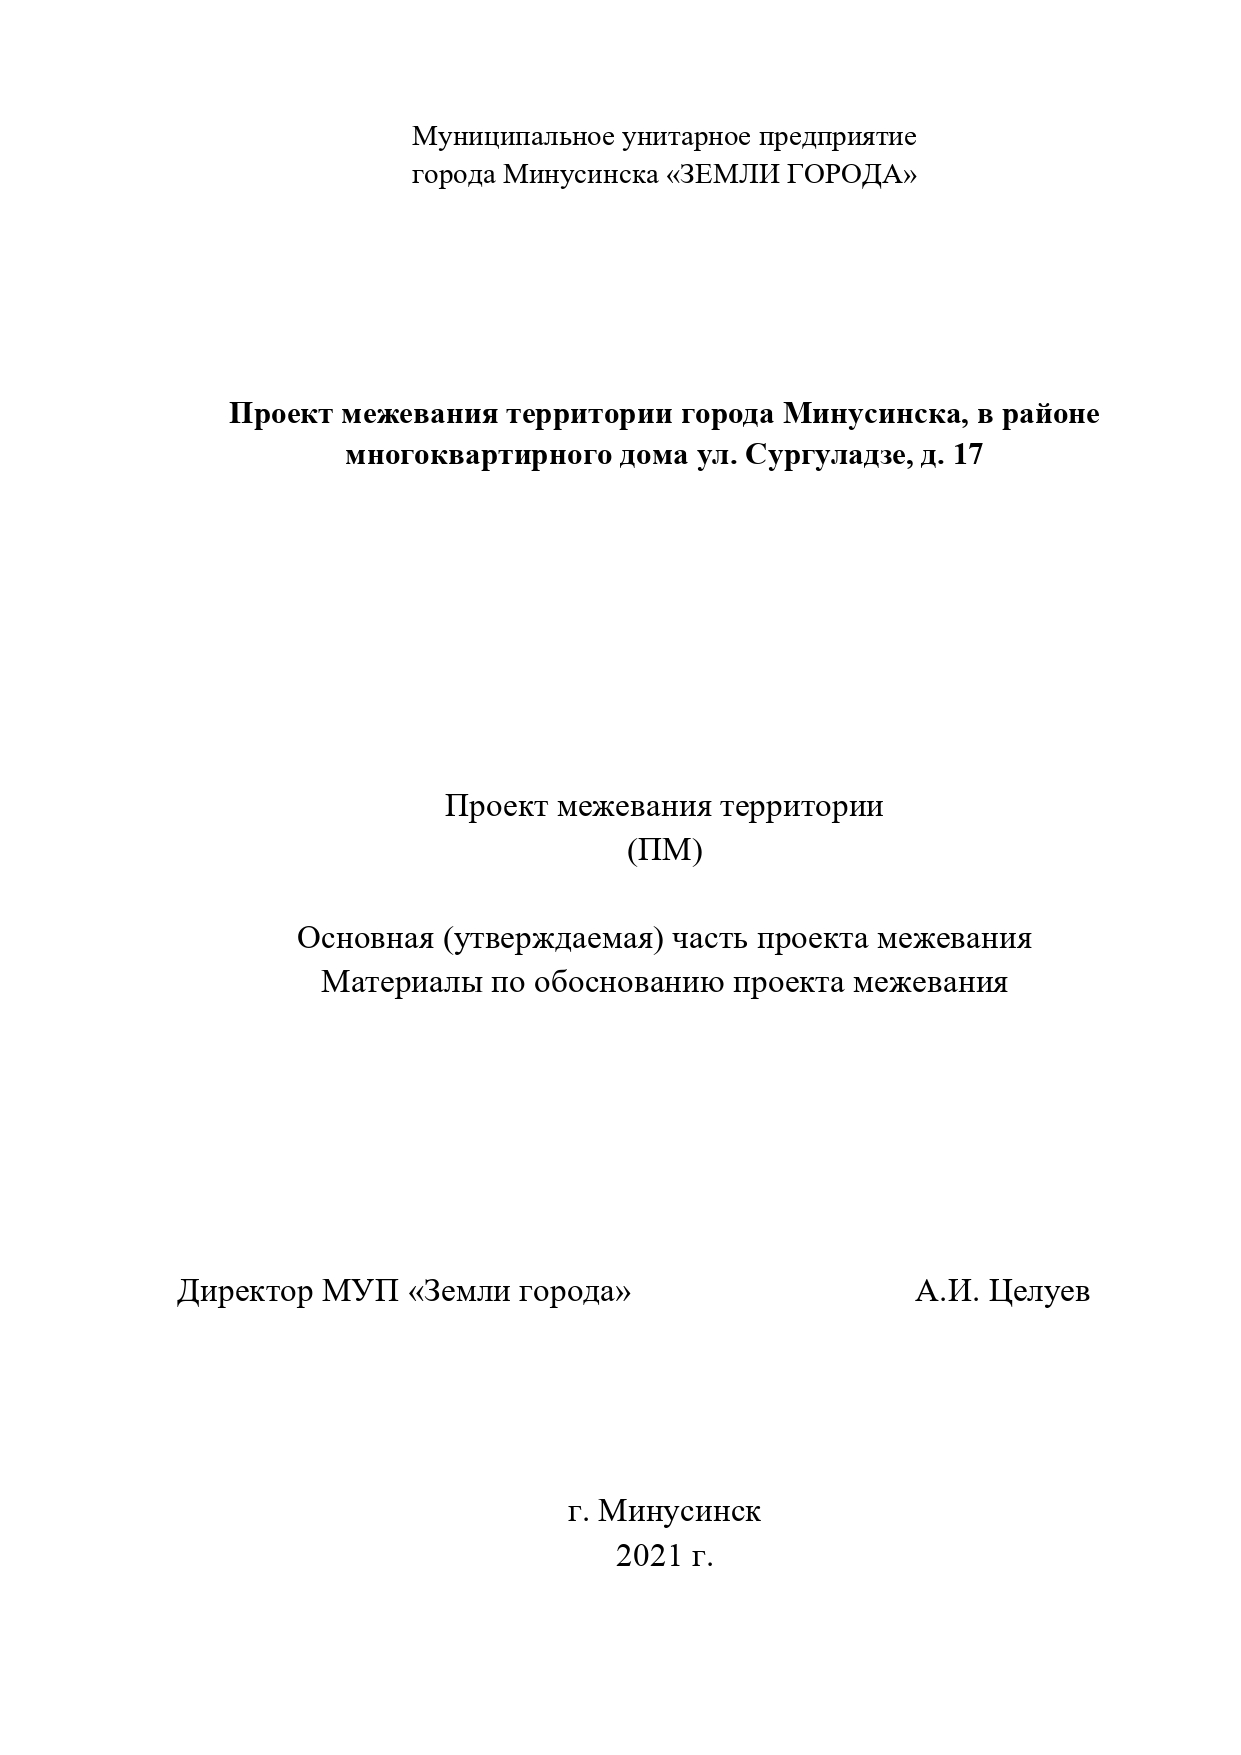 Муниципальное унитарное предприятие
города Минусинска «ЗЕМЛИ ГОРОДА»
Проект межевания территории города Минусинска, в районе
многоквартирного дома ул. Сургуладзе, д. 17
Проект межевания территории
(ПМ)
Основная (утверждаемая) часть проекта межевания
Материалы по обоснованию проекта межевания
Директор МУП «Земли города» А.И. Целуев
г. Минусинск
2021 г.